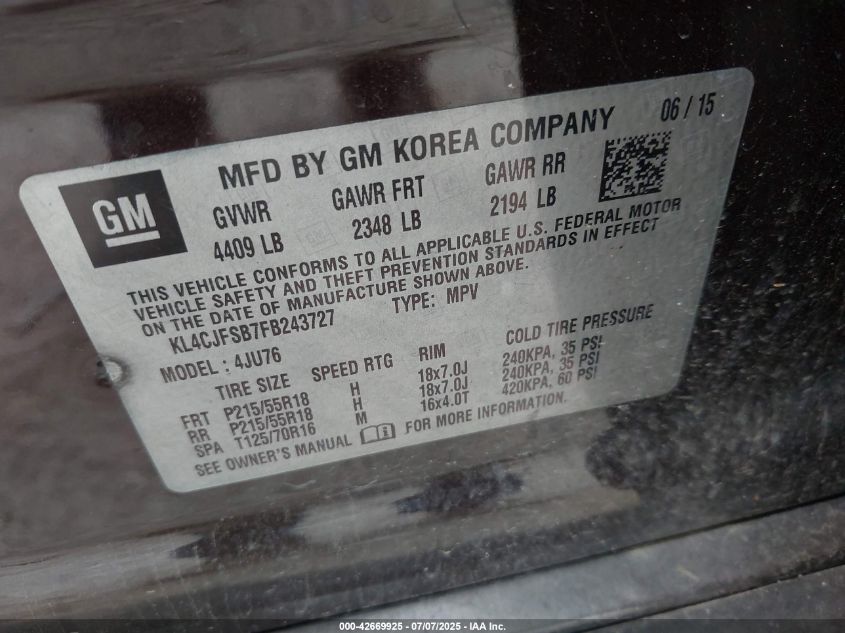 MFD BY GM KOREA COMPANY 06 / 15
GM
GVWR GAWR FRT GAWR RR
4409 LB 2348 LB 2194 LB
THIS VEHICLE CONFORMS TO ALL APPLICABLE U.S. FEDERAL MOTOR
VEHICLE SAFETY AND THEFT PREVENTION STANDARDS IN EFFECT
ON THE DATE OF MANUFACTURE SHOWN ABOVE.
KL4CJFSB7FB243727 TYPE: MPV
MODEL : 4JU76
TIRE SIZE SPEED RTG RIM COLD TIRE PRESSURE
FRT P215/55R18 H 18x7.0J 240KPA, 35 PSI
RR P215/55R18 H 18x7.0J 240KPA, 35 PSI
SPA T125/70R16 M 16x4.0T 420KPA, 60 PSI
SEE OWNER'S MANUAL FOR MORE INFORMATION.
000-42669925 - 07/07/2025 - IAA Inc.